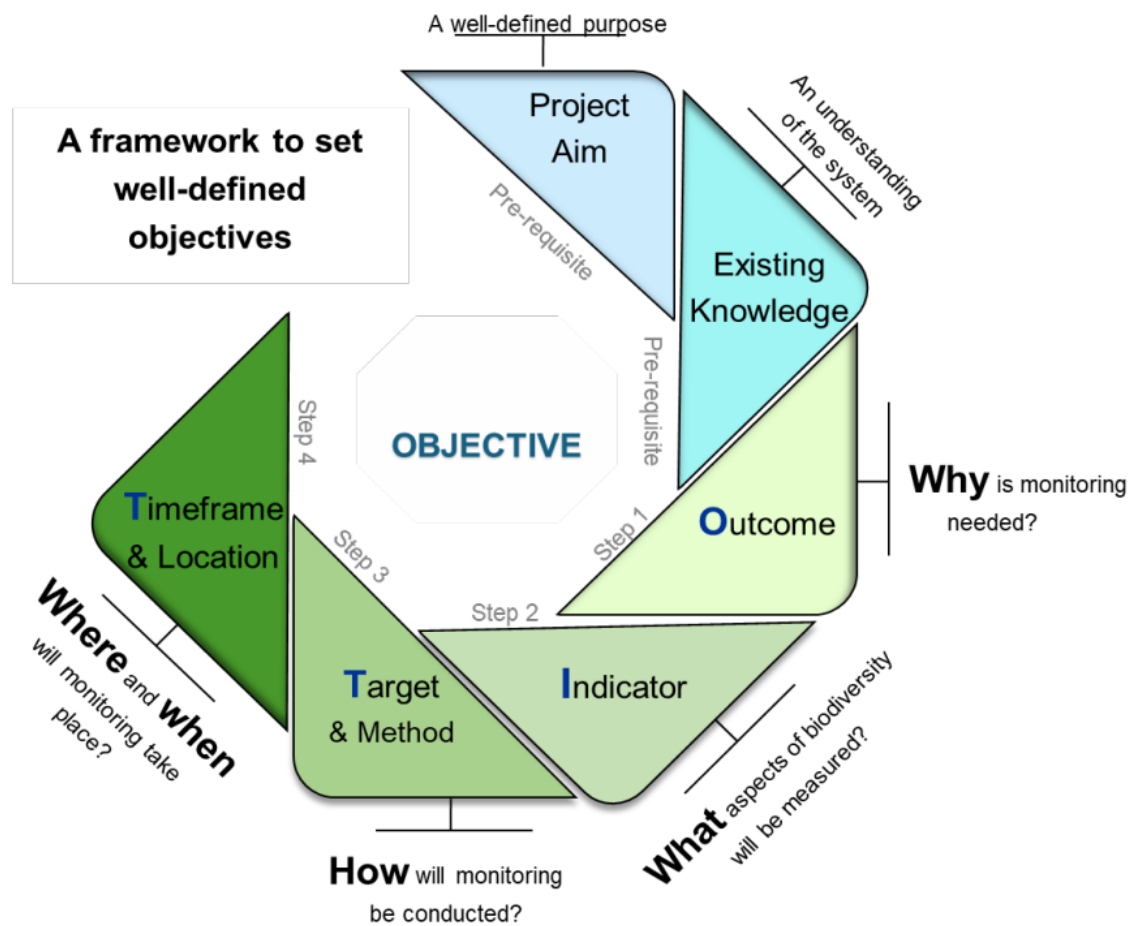 A well-defined purpose
A framework to set
well-defined
objectives
Project
Aim
Pre-requisite
An understanding
of the system
Existing
Knowledge
Pre-requisite
OBJECTIVE
Step 1
Outcome
Why is monitoring
needed?
Step 2
Indicator
What aspects of biodiversity
will be measured?
Step 3
Target
& Method
How will monitoring
be conducted?
Step 4
Timeframe
& Location
Where and when
will monitoring take
place?